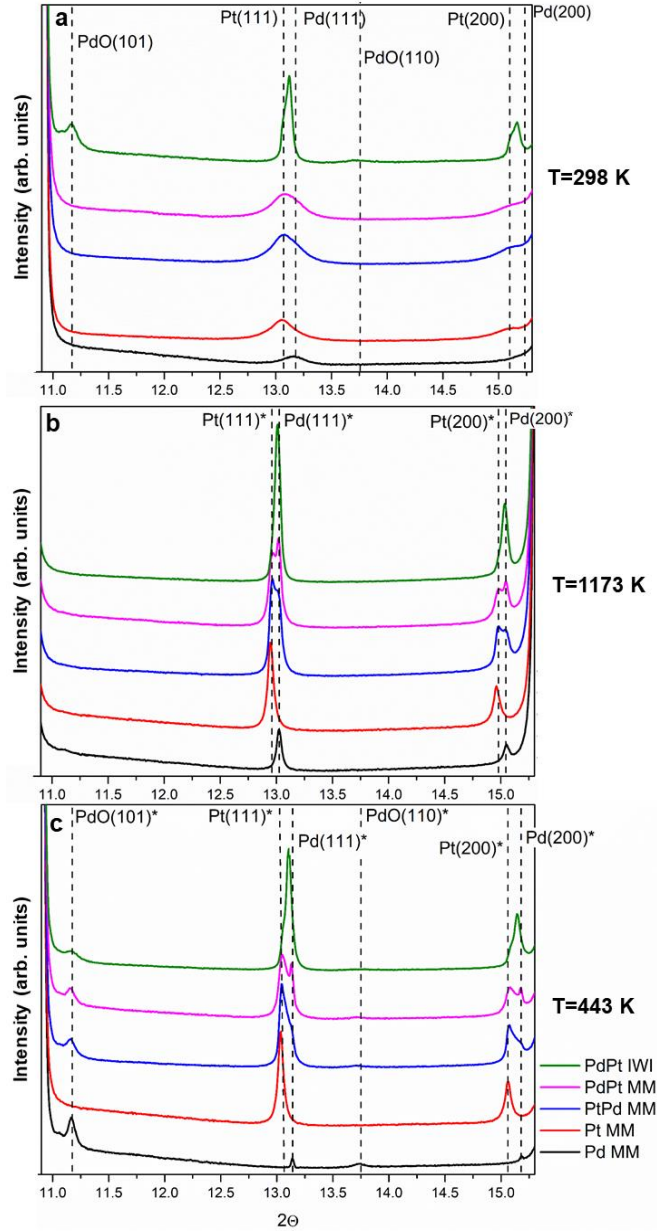 a
PdO(101)
Pt(111)
Pd(111)
PdO(110)
Pt(200)
Pd(200)
Intensity (arb. units)
T=298 K
11.0 11.5 12.0 12.5 13.0 13.5 14.0 14.5 15.0
b
Pt(111)*
Pd(111)*
Pt(200)*
Pd(200)*
Intensity (arb. units)
T=1173 K
11.0 11.5 12.0 12.5 13.0 13.5 14.0 14.5 15.0
c
PdO(101)*
Pt(111)*
Pd(111)*
PdO(110)*
Pt(200)*
Pd(200)*
Intensity (arb. units)
T=443 K
PdPt IWI
PdPt MM
PtPd MM
Pt MM
Pd MM
11.0 11.5 12.0 12.5 13.0 13.5 14.0 14.5 15.0
2Θ